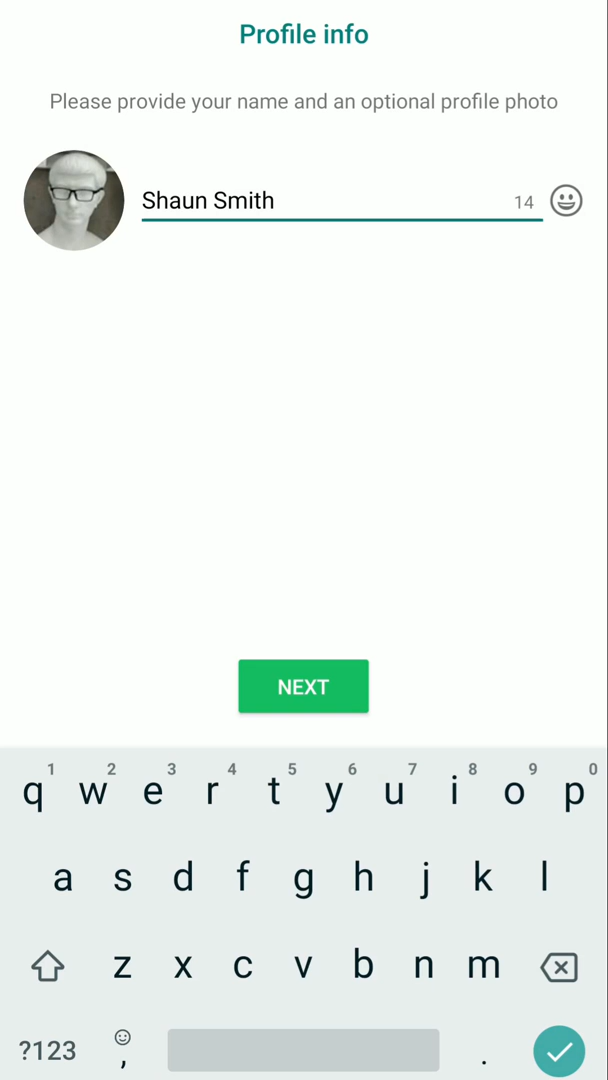 Profile info
Please provide your name and an optional profile photo
Shaun Smith 14
NEXT
1 2 3 4 5 6 7 8 9 0
q w e r t y u i o p
a s d f g h j k l
z x c v b n m
?123 , .